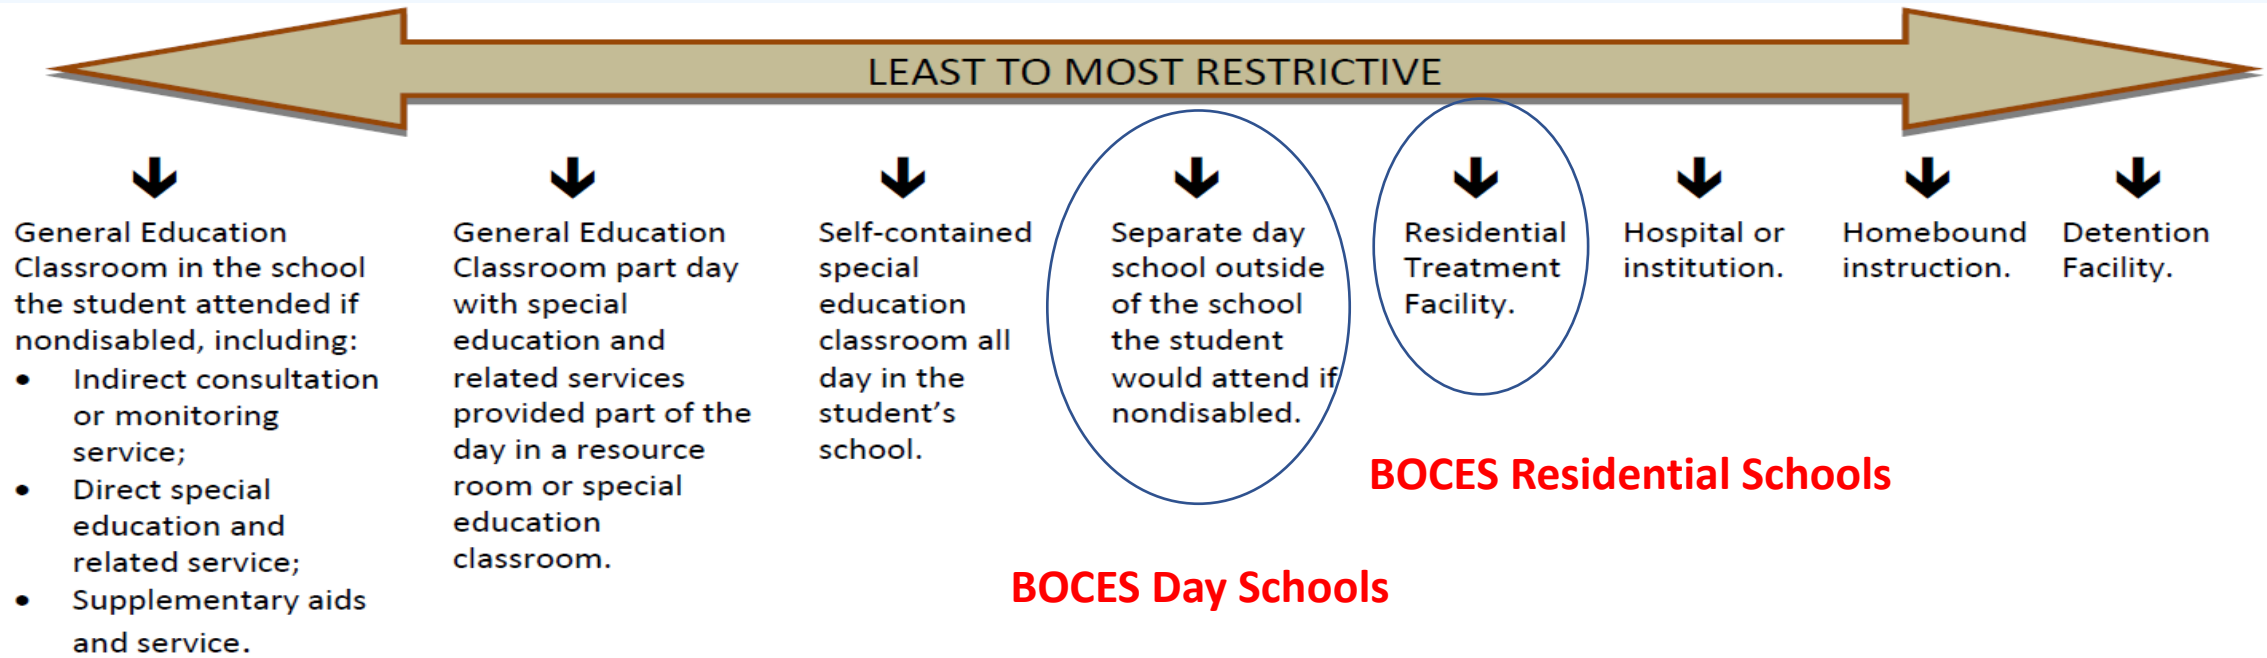 LEAST TO MOST RESTRICTIVE
General Education
Classroom in the school
the student attended if
nondisabled, including:
• Indirect consultation
or monitoring
service;
• Direct special
education and
related service;
• Supplementary aids
and service.
General Education
Classroom part day
with special
education and
related services
provided part of the
day in a resource
room or special
education
classroom.
Self-contained
special
education
classroom all
day in the
student’s
school.
Separate day
school outside
of the school
the student
would attend if
nondisabled.
Residential
Treatment
Facility.
Hospital or
institution.
Homebound
instruction.
Detention
Facility.
BOCES Residential Schools
BOCES Day Schools